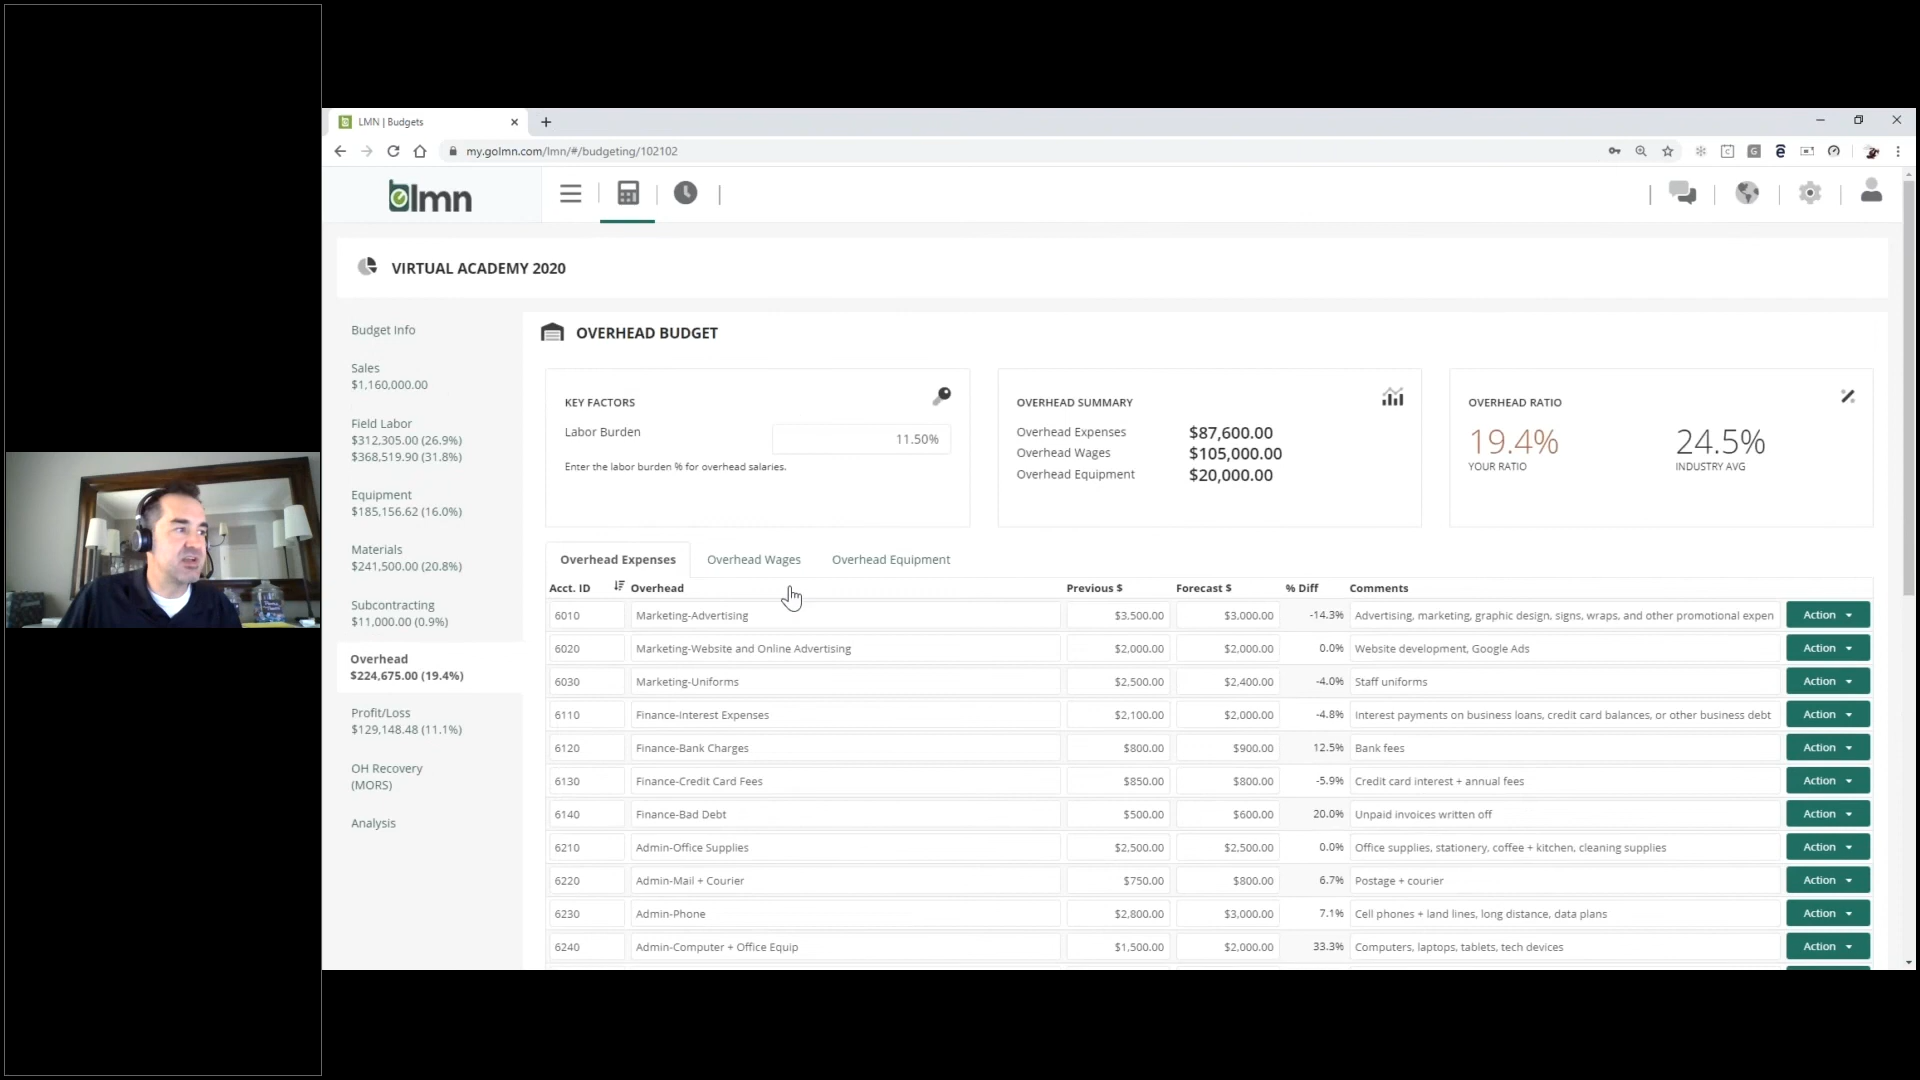 LMN | Budgets
my.golmn.com/lmn/#/budgeting/102102
lmn
VIRTUAL ACADEMY 2020
Budget Info
Sales
$1,160,000.00
Field Labor
$312,305.00 (26.9%)
$368,519.90 (31.8%)
Equipment
$185,156.62 (16.0%)
Materials
$241,500.00 (20.8%)
Subcontracting
$11,000.00 (0.9%)
Overhead
$224,675.00 (19.4%)
Profit/Loss
$129,148.48 (11.1%)
OH Recovery
(MORS)
Analysis
OVERHEAD BUDGET
KEY FACTORS
Labor Burden 11.50%
Enter the labor burden % for overhead salaries.
OVERHEAD SUMMARY
Overhead Expenses $87,600.00
Overhead Wages $105,000.00
Overhead Equipment $20,000.00
OVERHEAD RATIO
19.4% 24.5%
YOUR RATIO INDUSTRY AVG
Overhead Expenses Overhead Wages Overhead Equipment
Acct. ID Overhead Previous $ Forecast $ % Diff Comments
6010 Marketing-Advertising $3,500.00 $3,000.00 -14.3% Advertising, marketing, graphic design, signs, wraps, and other promotional expen Action
6020 Marketing-Website and Online Advertising $2,000.00 $2,000.00 0.0% Website development, Google Ads Action
6030 Marketing-Uniforms $2,500.00 $2,400.00 -4.0% Staff uniforms Action
6110 Finance-Interest Expenses $2,100.00 $2,000.00 -4.8% Interest payments on business loans, credit card balances, or other business debt Action
6120 Finance-Bank Charges $800.00 $900.00 12.5% Bank fees Action
6130 Finance-Credit Card Fees $850.00 $800.00 -5.9% Credit card interest + annual fees Action
6140 Finance-Bad Debt $500.00 $600.00 20.0% Unpaid invoices written off Action
6210 Admin-Office Supplies $2,500.00 $2,500.00 0.0% Office supplies, stationery, coffee + kitchen, cleaning supplies Action
6220 Admin-Mail + Courier $750.00 $800.00 6.7% Postage + courier Action
6230 Admin-Phone $2,800.00 $3,000.00 7.1% Cell phones + land lines, long distance, data plans Action
6240 Admin-Computer + Office Equip $1,500.00 $2,000.00 33.3% Computers, laptops, tablets, tech devices Action